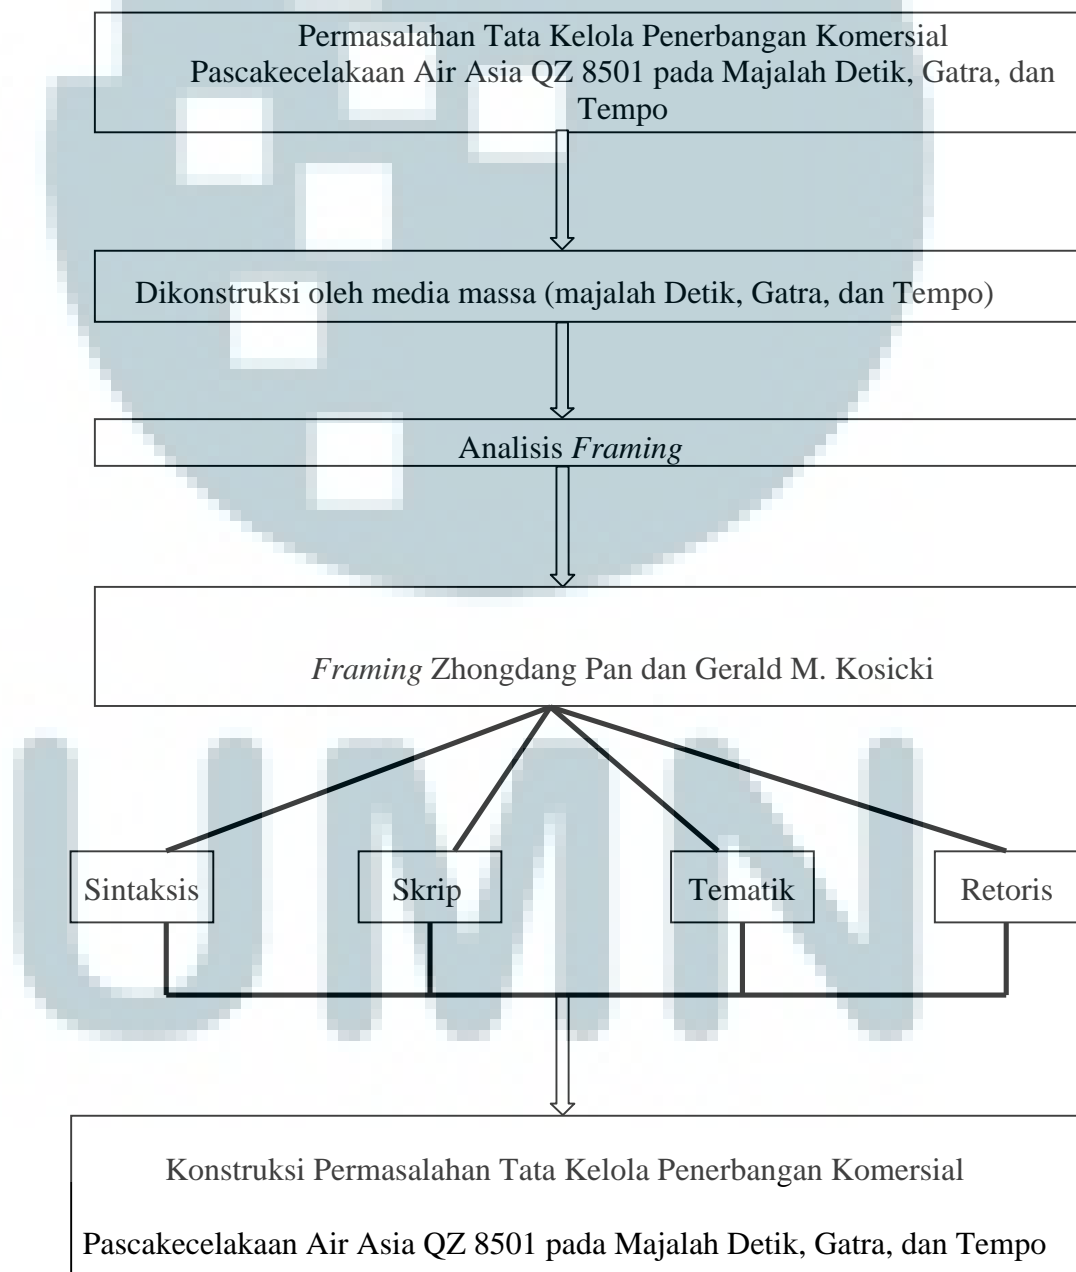 Permasalahan Tata Kelola Penerbangan Komersial
Pascakecelakaan Air Asia QZ 8501 pada Majalah Detik, Gatra, dan
Tempo
Dikonstruksi oleh media massa (majalah Detik, Gatra, dan Tempo)
Analisis Framing
Framing Zhongdang Pan dan Gerald M. Kosicki
Sintaksis
Skrip
Tematik
Retoris
UMN
Konstruksi Permasalahan Tata Kelola Penerbangan Komersial
Pascakecelakaan Air Asia QZ 8501 pada Majalah Detik, Gatra, dan Tempo